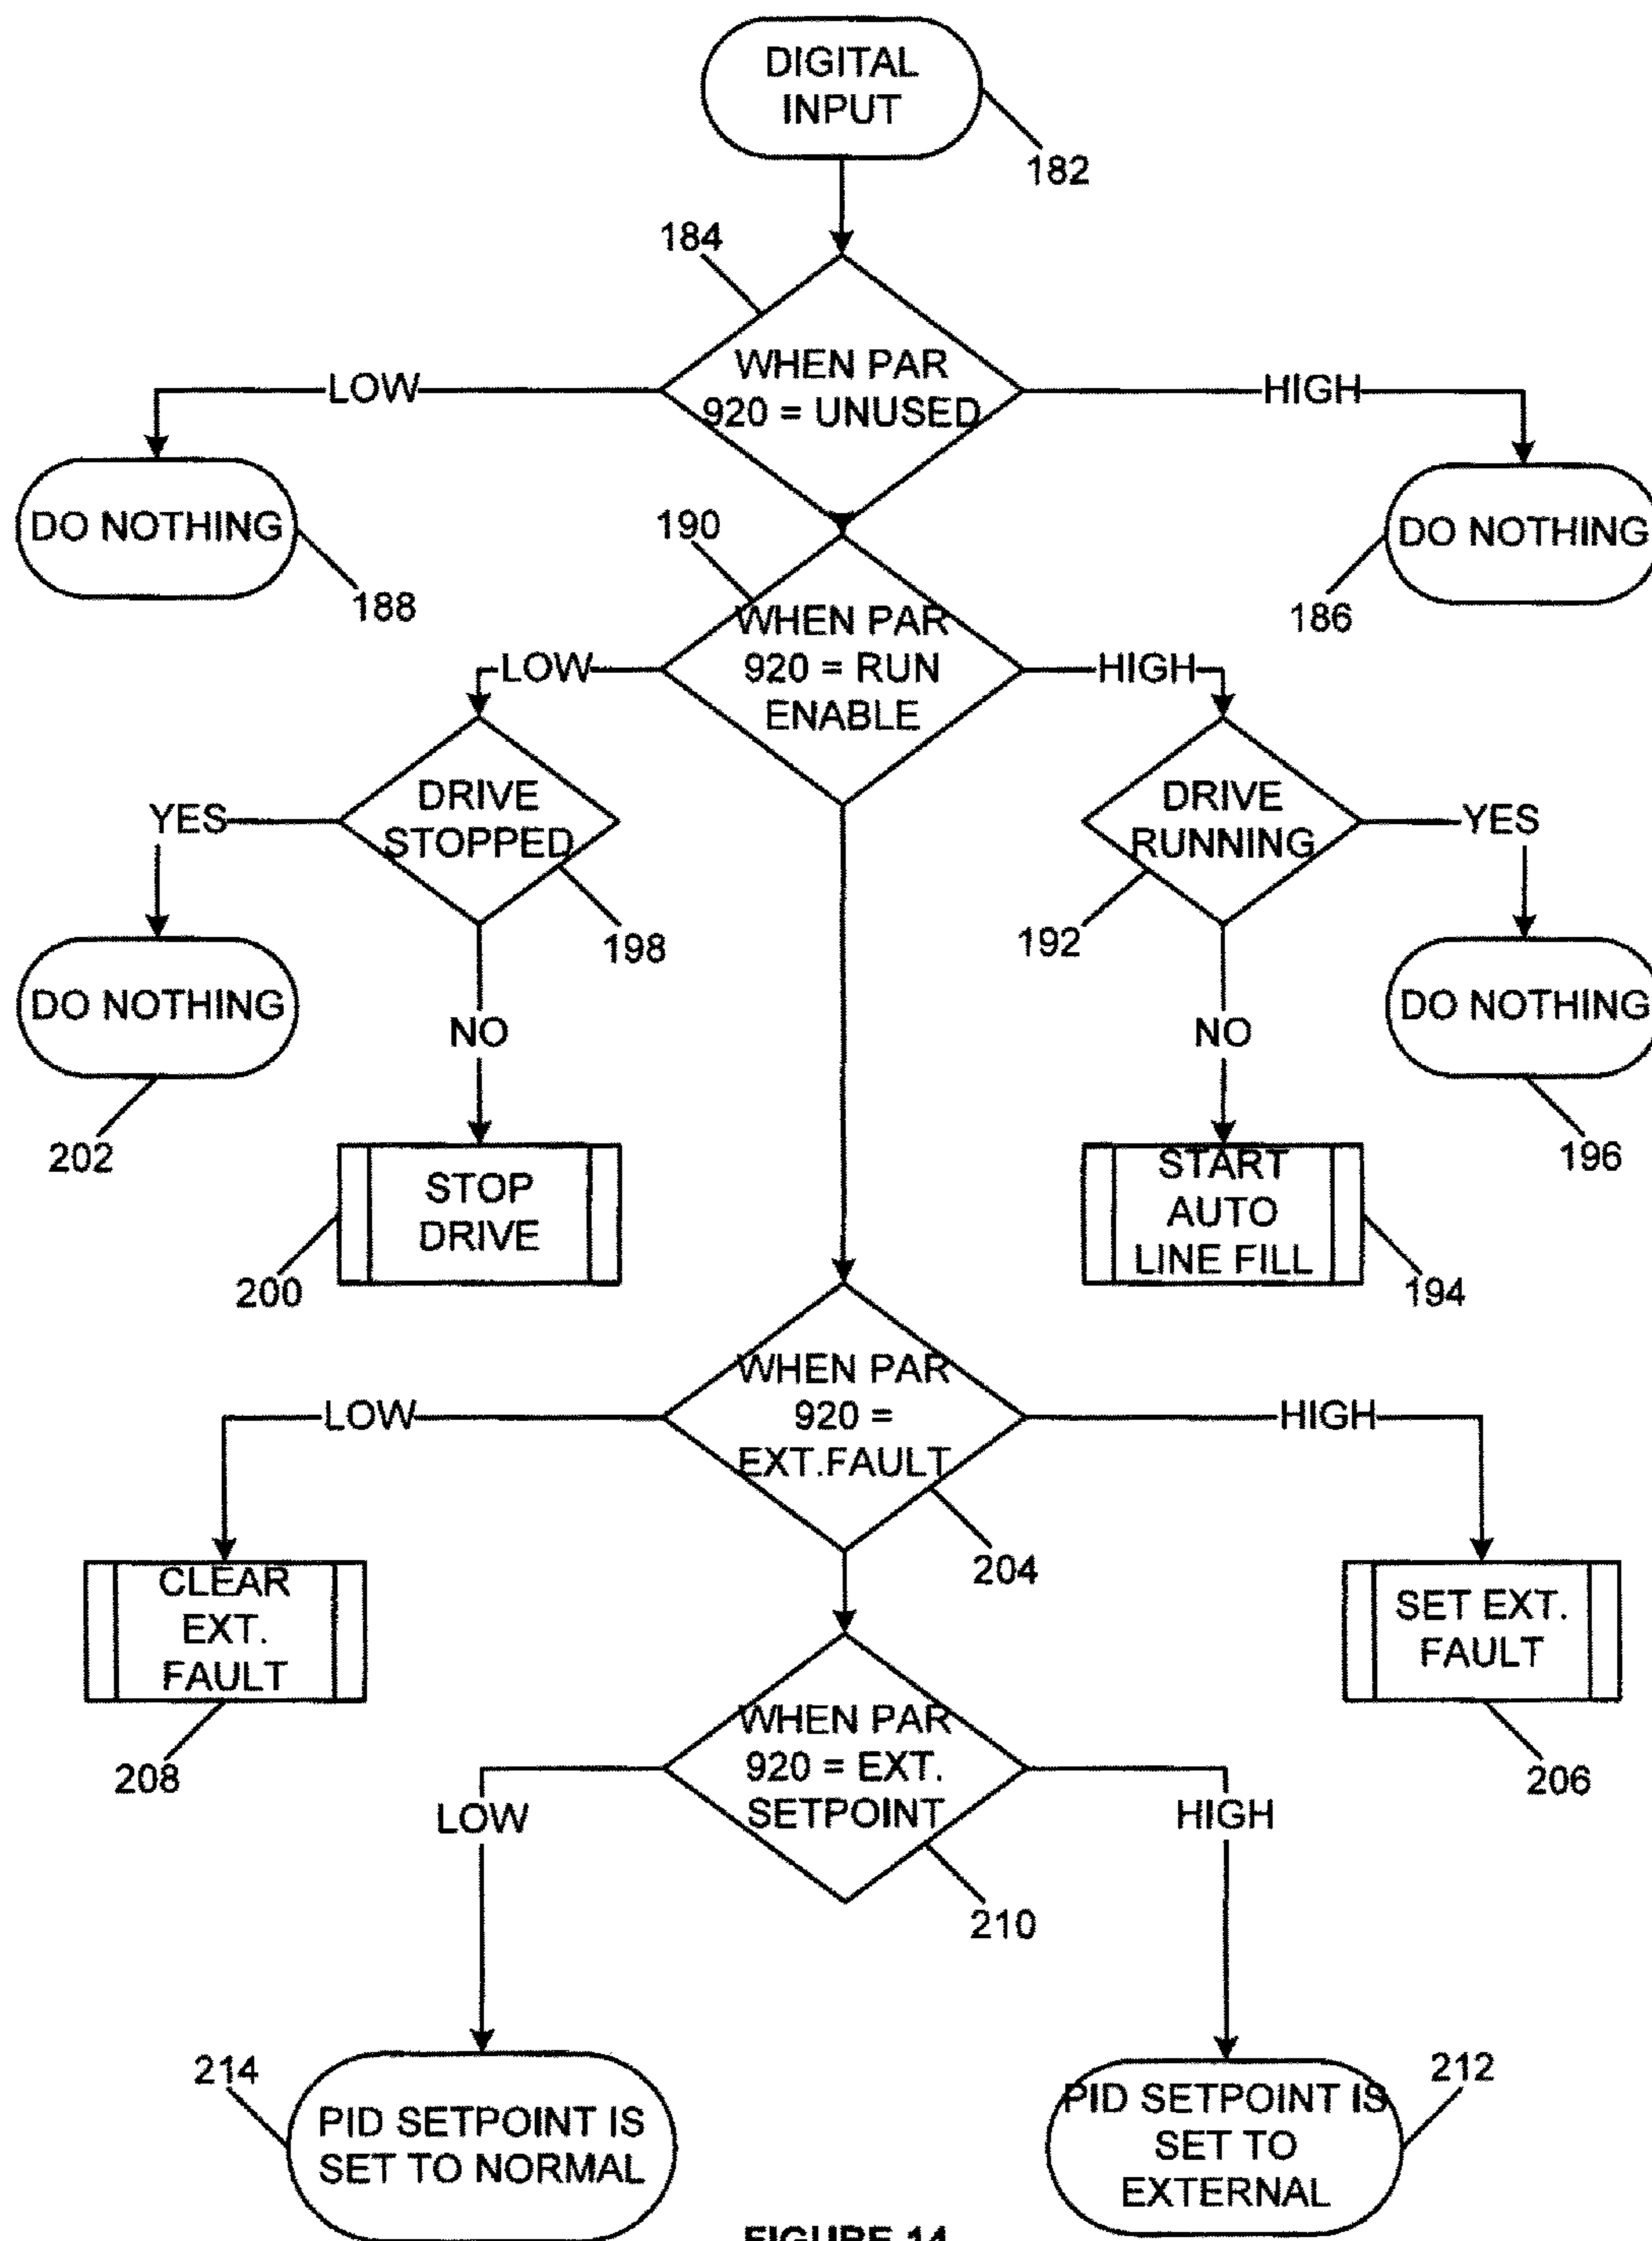 DIGITAL
INPUT
182
184
WHEN PAR
920 = UNUSED
LOW
HIGH
DO NOTHING
188
DO NOTHING
186
190
WHEN PAR
920 = RUN
ENABLE
LOW
HIGH
DRIVE
STOPPED
198
YES
DRIVE
RUNNING
192
YES
DO NOTHING
202
NO
NO
DO NOTHING
196
STOP
DRIVE
200
START
AUTO
LINE FILL
194
WHEN PAR
920 =
EXT.FAULT
204
LOW
HIGH
CLEAR
EXT.
FAULT
208
SET EXT.
FAULT
206
WHEN PAR
920 = EXT.
SETPOINT
210
LOW
HIGH
214
PID SETPOINT IS
SET TO NORMAL
212
PID SETPOINT IS
SET TO
EXTERNAL
FIGURE 14